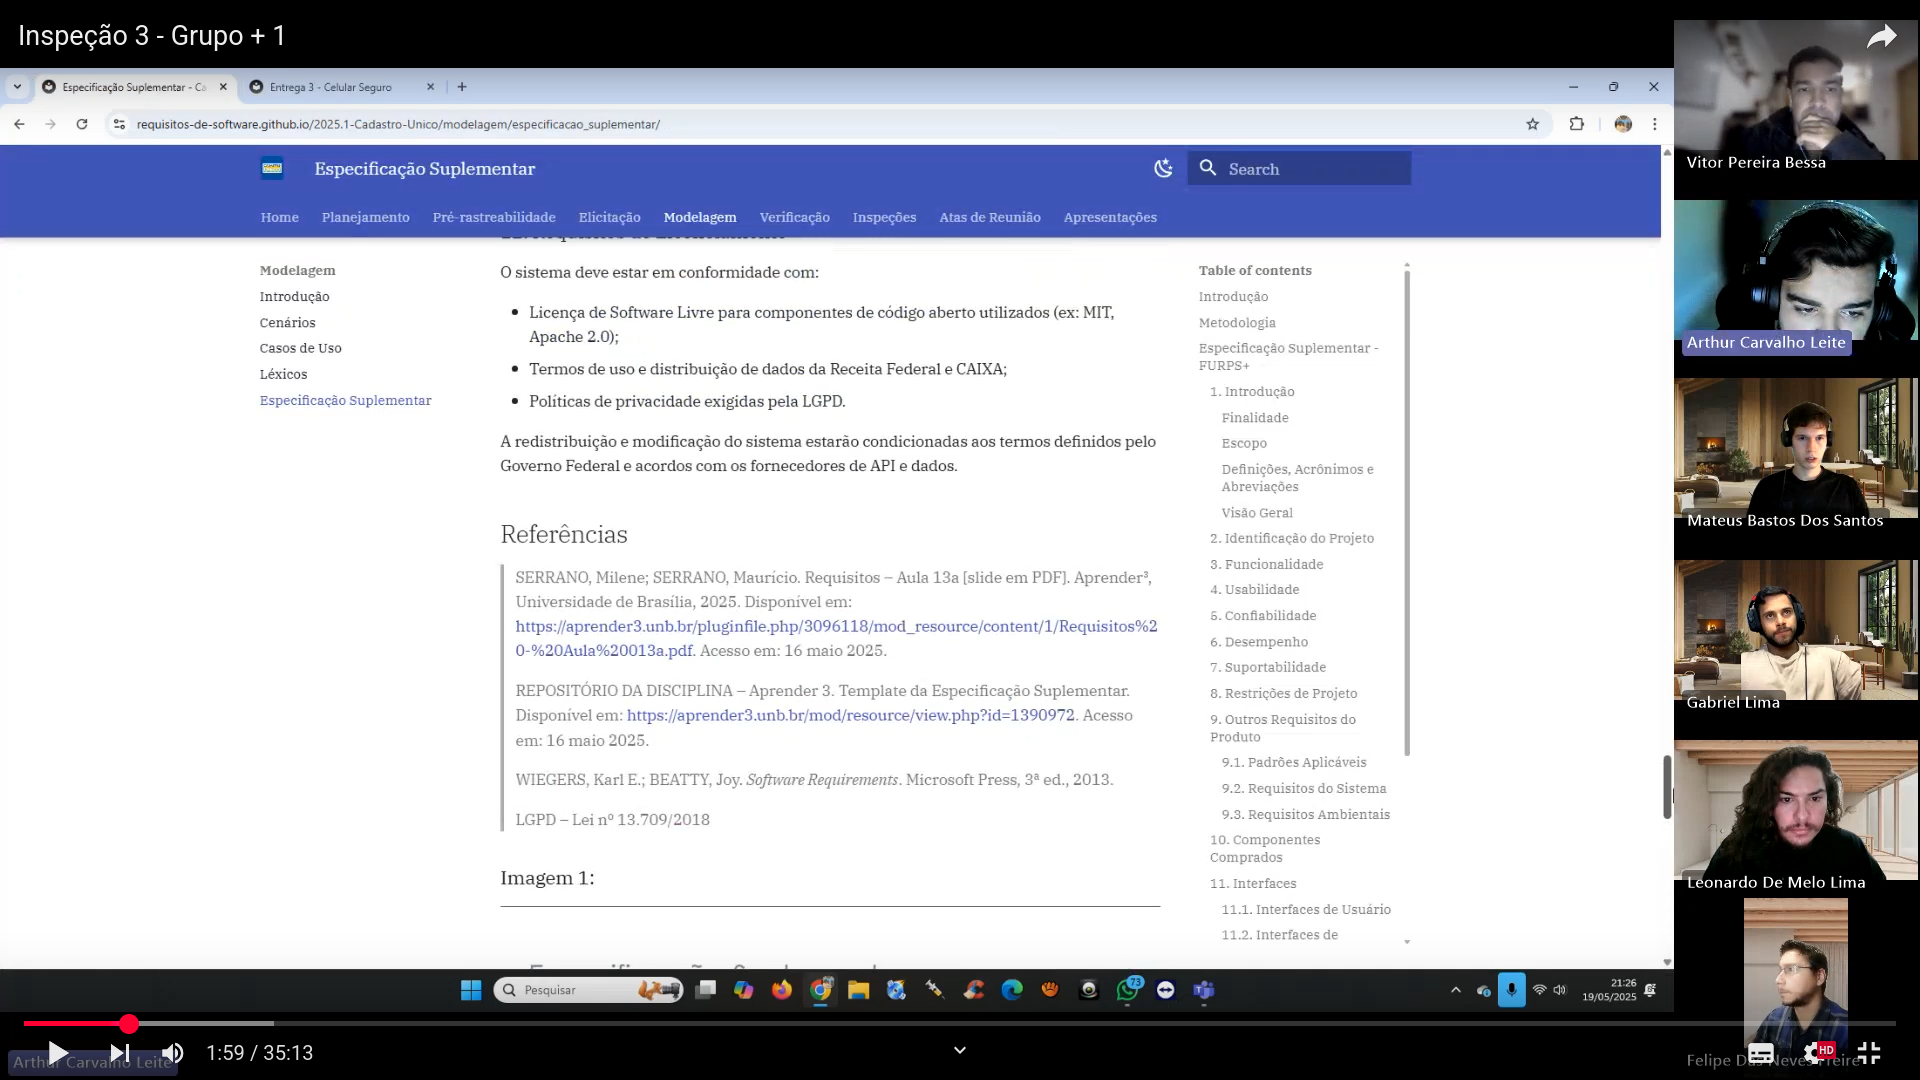 Inspeção 3 - Grupo + 1
Especificação Suplementar - Ca
Entrega 3 - Celular Seguro
requisitos-de-software.github.io/2025.1-Cadastro-Unico/modelagem/especificacao_suplementar/
Especificação Suplementar
Search
Home
Planejamento
Pré-rastreabilidade
Elicitação
Modelagem
Verificação
Inspeções
Atas de Reunião
Apresentações
Modelagem
Introdução
Cenários
Casos de Uso
Léxicos
Especificação Suplementar
O sistema deve estar em conformidade com:
Licença de Software Livre para componentes de código aberto utilizados (ex: MIT,
Apache 2.0);
Termos de uso e distribuição de dados da Receita Federal e CAIXA;
Políticas de privacidade exigidas pela LGPD.
A redistribuição e modificação do sistema estarão condicionadas aos termos definidos pelo
Governo Federal e acordos com os fornecedores de API e dados.
Referências
SERRANO, Milene; SERRANO, Maurício. Requisitos – Aula 13a [slide em PDF]. Aprender³,
Universidade de Brasília, 2025. Disponível em:
https://aprender3.unb.br/pluginfile.php/3096118/mod_resource/content/1/Requisitos%2
0-%20Aula%20013a.pdf. Acesso em: 16 maio 2025.
REPOSITÓRIO DA DISCIPLINA – Aprender 3. Template da Especificação Suplementar.
Disponível em: https://aprender3.unb.br/mod/resource/view.php?id=1390972. Acesso
em: 16 maio 2025.
WIEGERS, Karl E.; BEATTY, Joy. Software Requirements. Microsoft Press, 3ª ed., 2013.
LGPD – Lei nº 13.709/2018
Imagem 1:
Table of contents
Introdução
Metodologia
Especificação Suplementar -
FURPS+
1. Introdução
Finalidade
Escopo
Definições, Acrônimos e
Abreviações
Visão Geral
2. Identificação do Projeto
3. Funcionalidade
4. Usabilidade
5. Confiabilidade
6. Desempenho
7. Suportabilidade
8. Restrições de Projeto
9. Outros Requisitos do
Produto
9.1. Padrões Aplicáveis
9.2. Requisitos do Sistema
9.3. Requisitos Ambientais
10. Componentes
Comprados
11. Interfaces
11.1. Interfaces de Usuário
11.2. Interfaces de
Vitor Pereira Bessa
Arthur Carvalho Leite
Mateus Bastos Dos Santos
Gabriel Lima
Leonardo De Melo Lima
Felipe Das Neves Freire
Pesquisar
73
21:26
19/05/2025
1:59 / 35:13
HD
Arthur Carvalho Leite